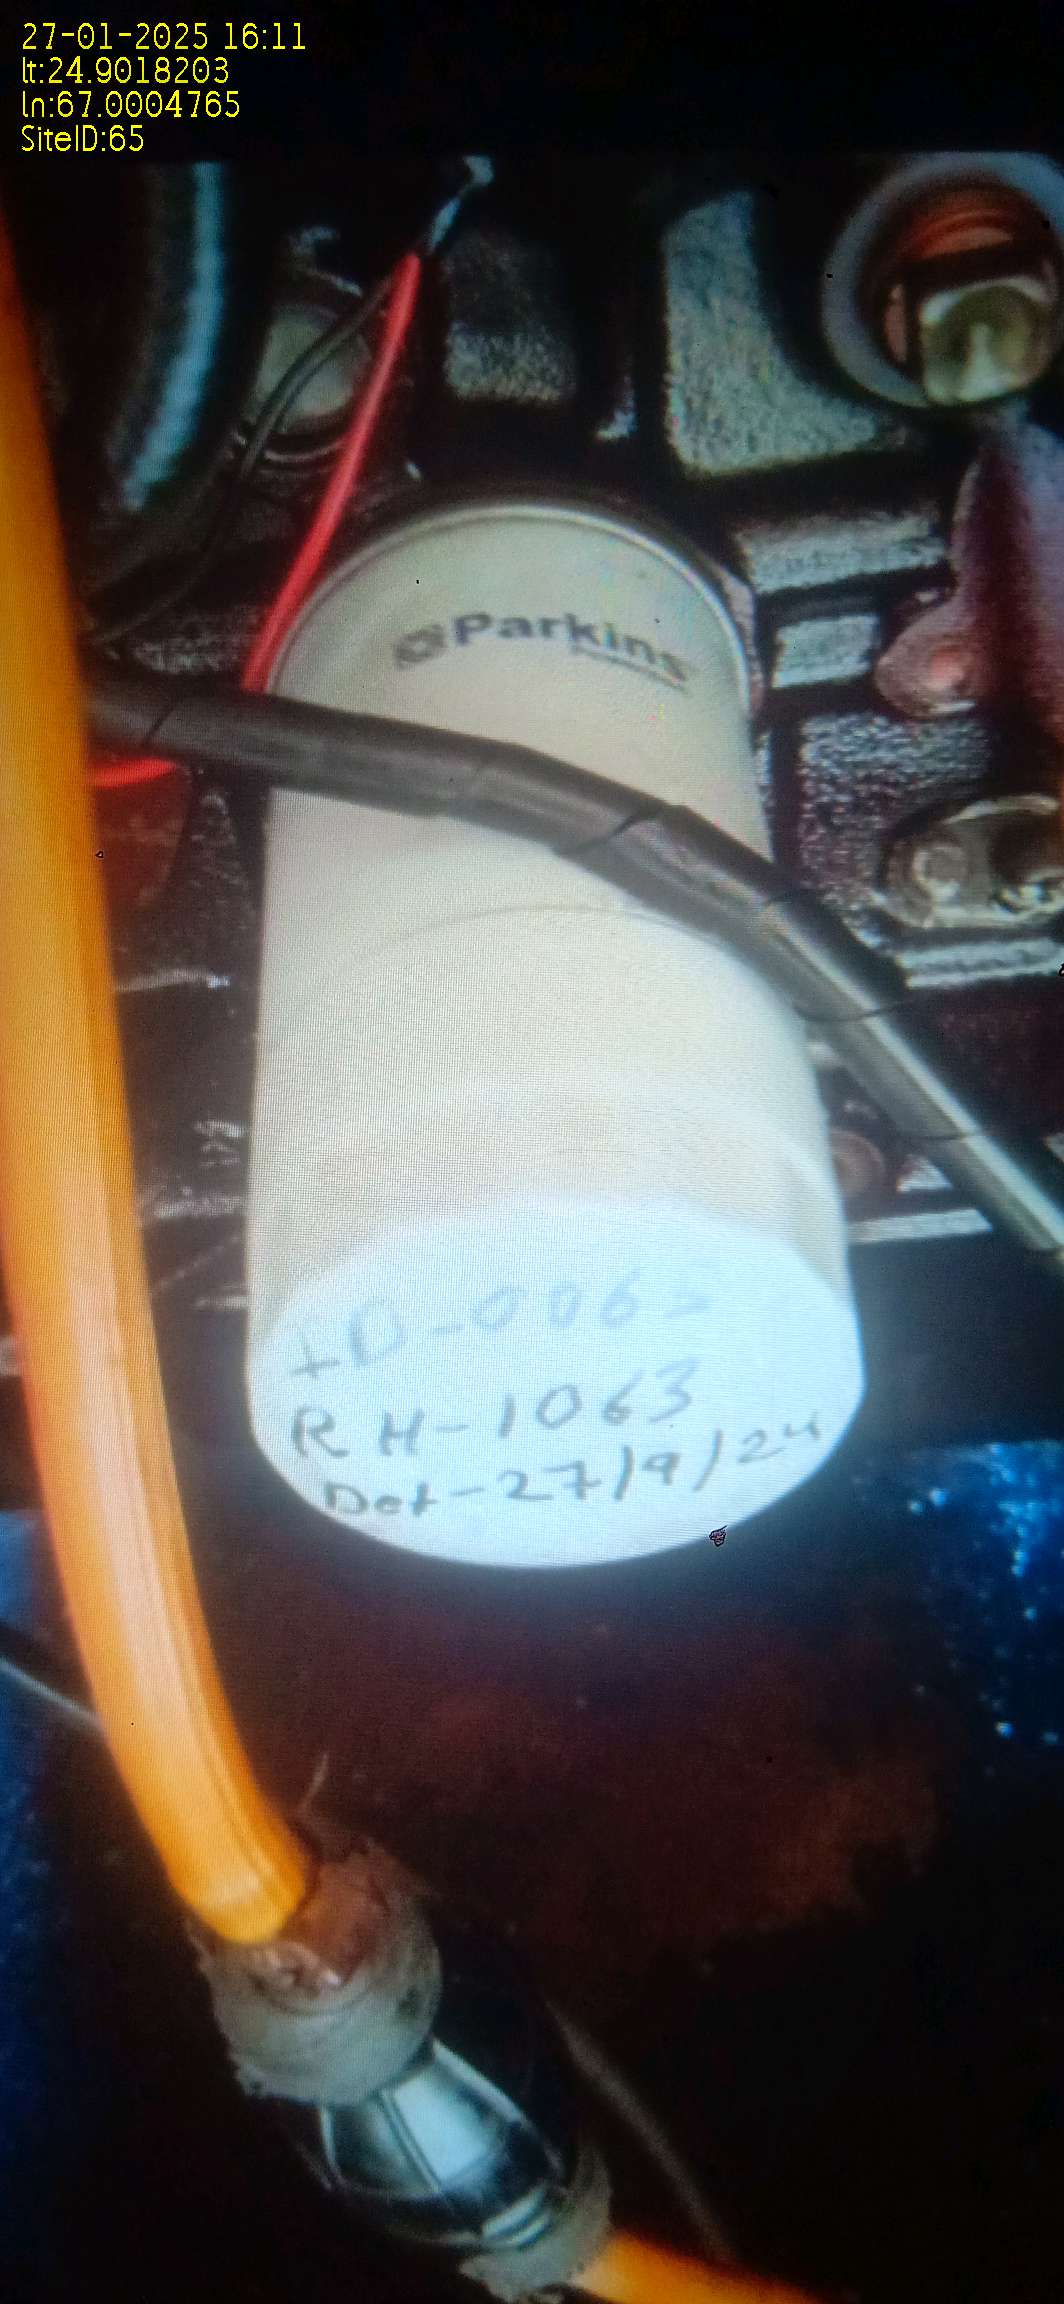 27-01-2025 16:11
lt:24.9018203
ln:67.0004765
SiteID:65
Parkins
RH-1063
Det-27/9/24